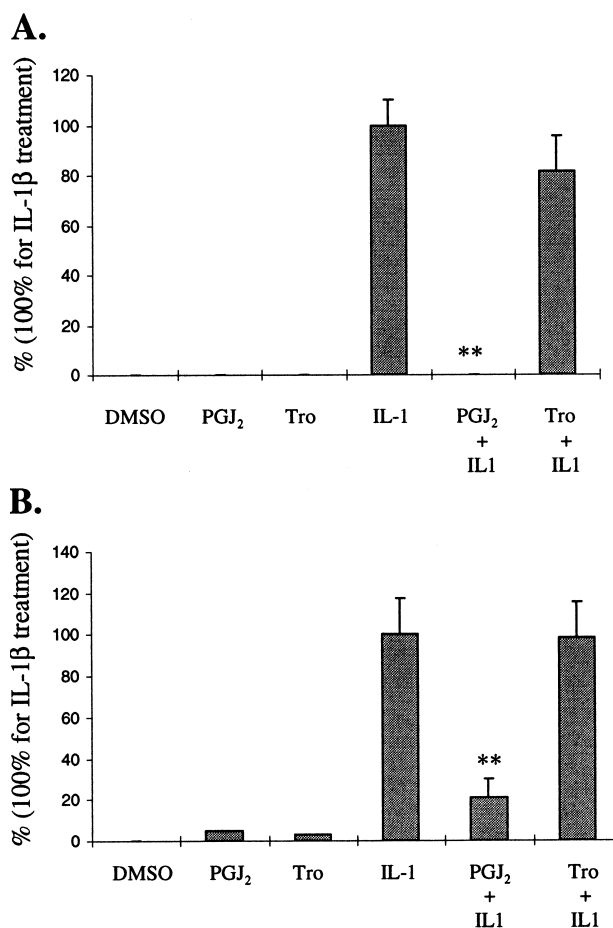 A.
% (100% for IL-1β treatment)
120
100
80
60
40
20
0
**
DMSO PGJ₂ Tro IL-1 PGJ₂ + IL1 Tro + IL1
B.
% (100% for IL-1β treatment)
140
120
100
80
60
40
20
0
**
DMSO PGJ₂ Tro IL-1 PGJ₂ + IL1 Tro + IL1